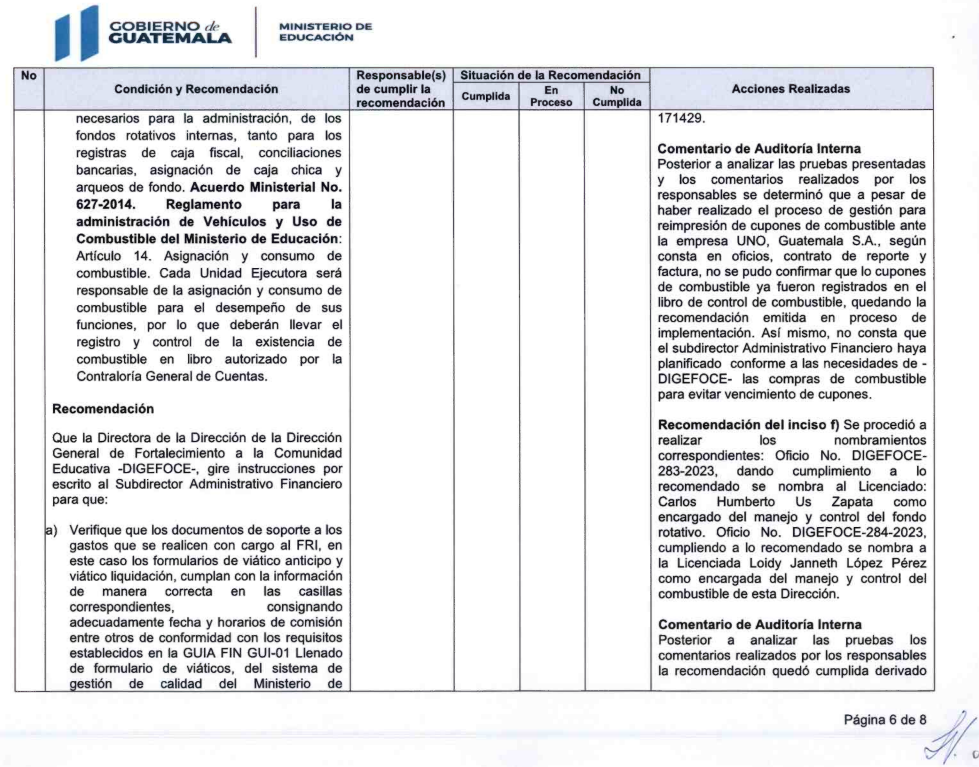 GOBIERNO de
GUATEMALA
MINISTERIO DE
EDUCACIÓN
No
Condición y Recomendación
Responsable(s)
de cumplir la
recomendación
Situación de la Recomendación
Cumplida
En
Proceso
No
Cumplida
Acciones Realizadas
necesarios para la administración, de los
fondos rotativos internas, tanto para los
registras de caja fiscal, conciliaciones
bancarias, asignación de caja chica y
arqueos de fondo. Acuerdo Ministerial No.
627-2014. Reglamento para la
administración de Vehículos y Uso de
Combustible del Ministerio de Educación:
Artículo 14. Asignación y consumo de
combustible. Cada Unidad Ejecutora será
responsable de la asignación y consumo de
combustible para el desempeño de sus
funciones, por lo que deberán llevar el
registro y control de la existencia de
combustible en libro autorizado por la
Contraloría General de Cuentas.
Recomendación
Que la Directora de la Dirección de la Dirección
General de Fortalecimiento a la Comunidad
Educativa -DIGEFOCE-, gire instrucciones por
escrito al Subdirector Administrativo Financiero
para que:
a) Verifique que los documentos de soporte a los
gastos que se realicen con cargo al FRI, en
este caso los formularios de viático anticipo y
viático liquidación, cumplan con la información
de manera correcta en las casillas
correspondientes, consignando
adecuadamente fecha y horarios de comisión
entre otros de conformidad con los requisitos
establecidos en la GUIA FIN GUI-01 Llenado
de formulario de viáticos, del sistema de
gestión de calidad del Ministerio de
171429.
Comentario de Auditoría Interna
Posterior a analizar las pruebas presentadas
y los comentarios realizados por los
responsables se determinó que a pesar de
haber realizado el proceso de gestión para
reimpresión de cupones de combustible ante
la empresa UNO, Guatemala S.A., según
consta en oficios, contrato de reporte y
factura, no se pudo confirmar que lo cupones
de combustible ya fueron registrados en el
libro de control de combustible, quedando la
recomendación emitida en proceso de
implementación. Así mismo, no consta que
el subdirector Administrativo Financiero haya
planificado conforme a las necesidades de -
DIGEFOCE- las compras de combustible
para evitar vencimiento de cupones.
Recomendación del inciso f) Se procedió a
realizar los nombramientos
correspondientes: Oficio No. DIGEFOCE-
283-2023, dando cumplimiento a lo
recomendado se nombra al Licenciado:
Carlos Humberto Us Zapata como
encargado del manejo y control del fondo
rotativo. Oficio No. DIGEFOCE-284-2023,
cumpliendo a lo recomendado se nombra a
la Licenciada Loidy Janneth López Pérez
como encargada del manejo y control del
combustible de esta Dirección.
Comentario de Auditoría Interna
Posterior a analizar las pruebas los
comentarios realizados por los responsables
la recomendación quedó cumplida derivado
Página 6 de 8